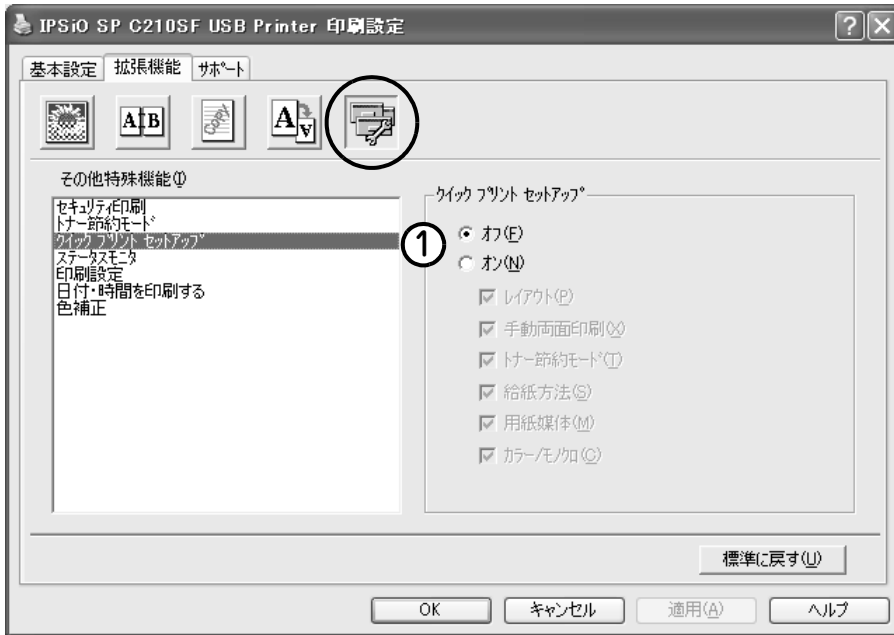 IPSiO SP C210SF USB Printer 印刷設定
基本設定 拡張機能 サポート
A B
A A
その他特殊機能(I)
セキュリティ印刷
トナー節約モード
クイック プリント セットアップ
ステータスモニタ
印刷設定
日付・時間を印刷する
色補正
クイック プリント セットアップ
①
オフ(F)
オン(N)
レイアウト(P)
手動両面印刷(X)
トナー節約モード(T)
給紙方法(S)
用紙媒体(M)
カラー/モノクロ(C)
標準に戻す(U)
OK キャンセル 適用(A) ヘルプ